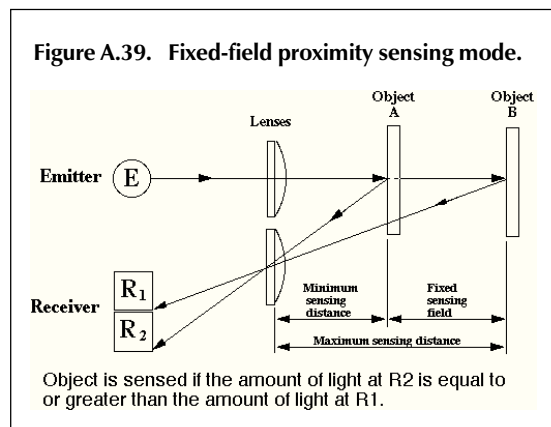 Figure A.39. Fixed-field proximity sensing mode.
Object
A
Object
B
Lenses
Emitter
E
Receiver
R1
R2
Minimum
sensing
distance
Fixed
sensing
field
Maximum sensing distance
Object is sensed if the amount of light at R2 is equal to
or greater than the amount of light at R1.